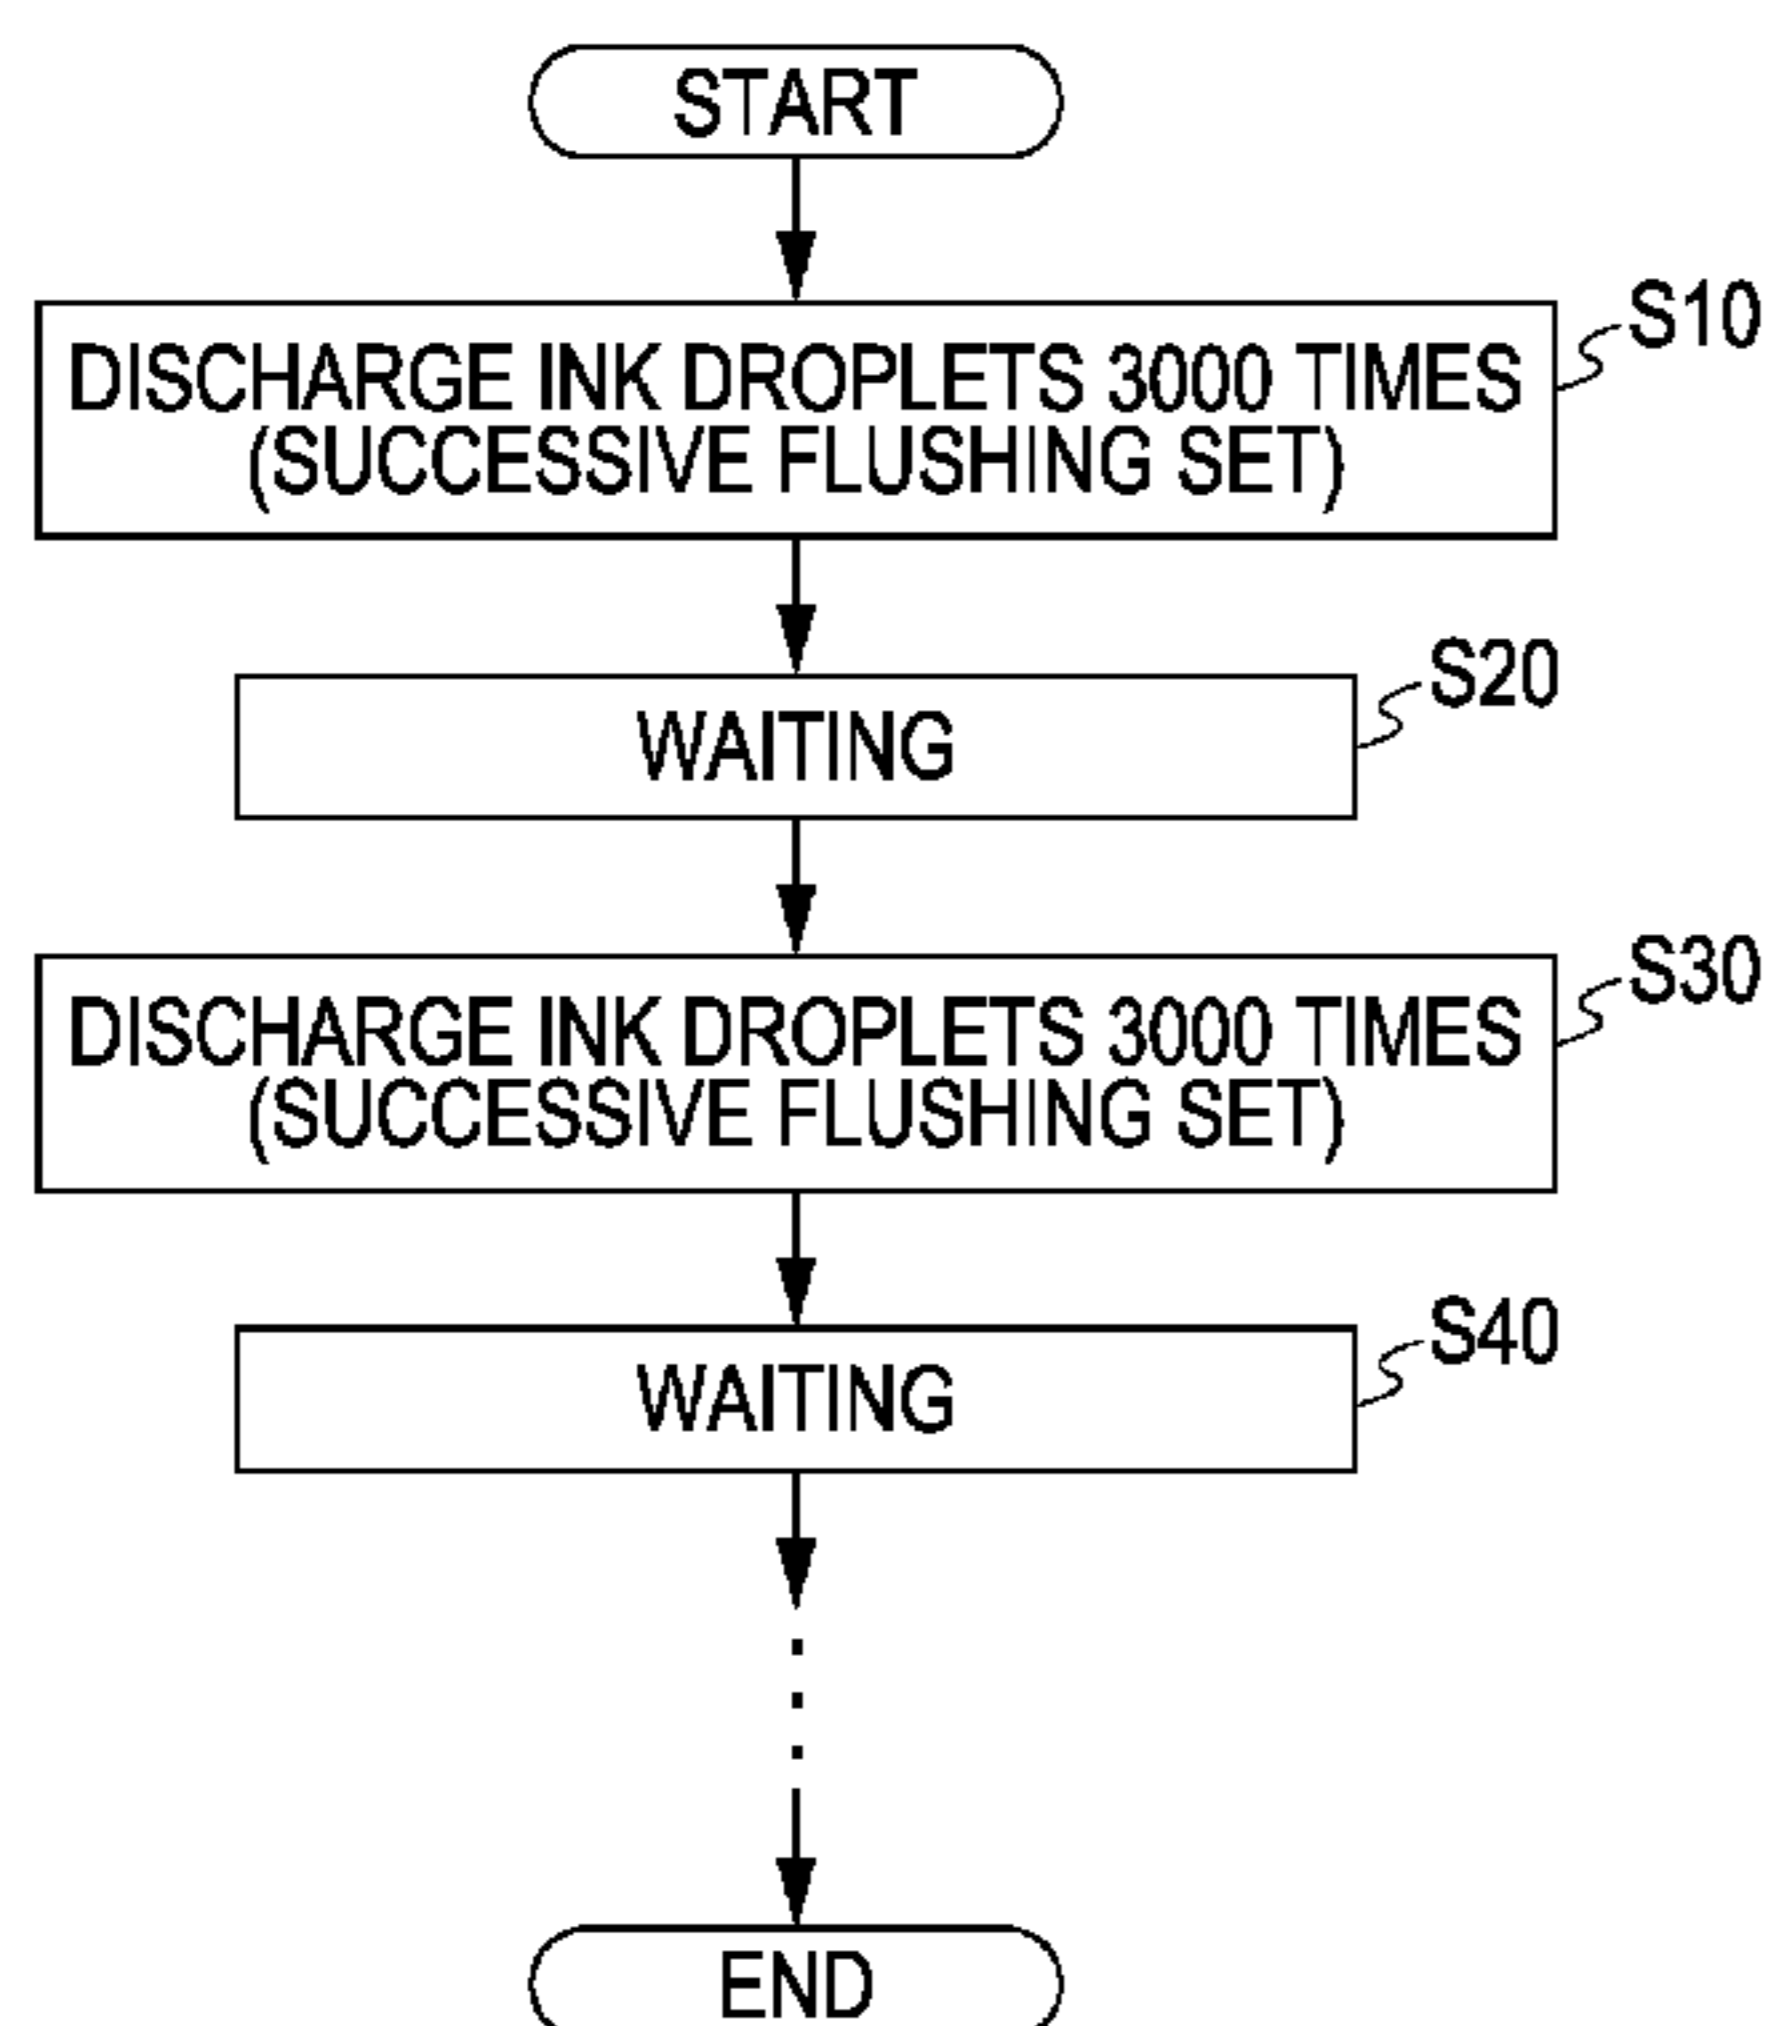 START
S10
DISCHARGE INK DROPLETS 3000 TIMES
(SUCCESSIVE FLUSHING SET)
S20
WAITING
S30
DISCHARGE INK DROPLETS 3000 TIMES
(SUCCESSIVE FLUSHING SET)
S40
WAITING
END